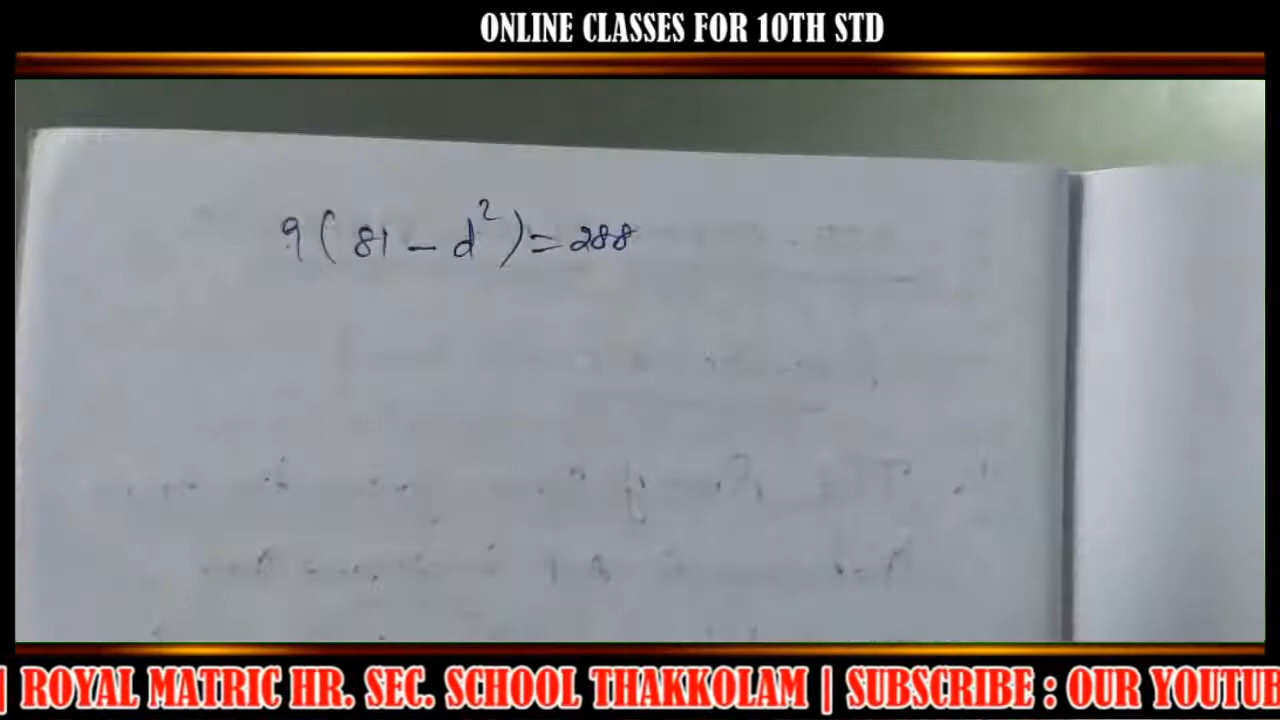 ONLINE CLASSES FOR 10TH STD
9(81 - d²) = 288
| ROYAL MATRIC HR. SEC. SCHOOL THAKKOLAM | SUBSCRIBE : OUR YOUTUB